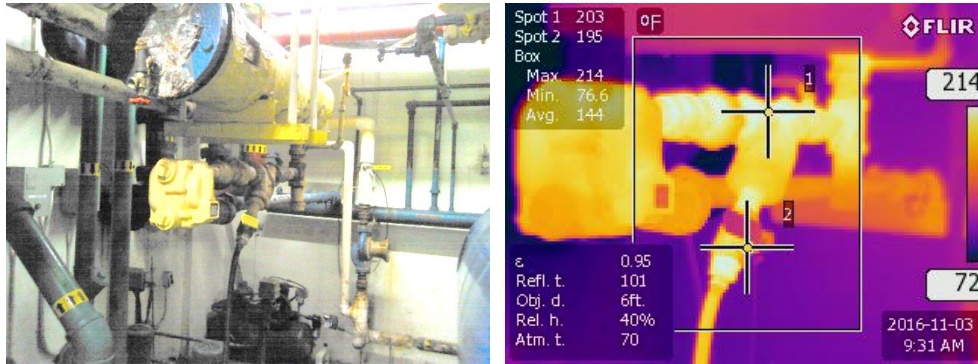 Spot 1 203
Spot 2 195
Box
Max. 214
Min. 76.6
Avg. 144
°F
FLIR
214
1
2
ε 0.95
Refl. t. 101
Obj. d. 6ft.
Rel. h. 40%
Atm. t. 70
72
2016-11-03
9:31 AM